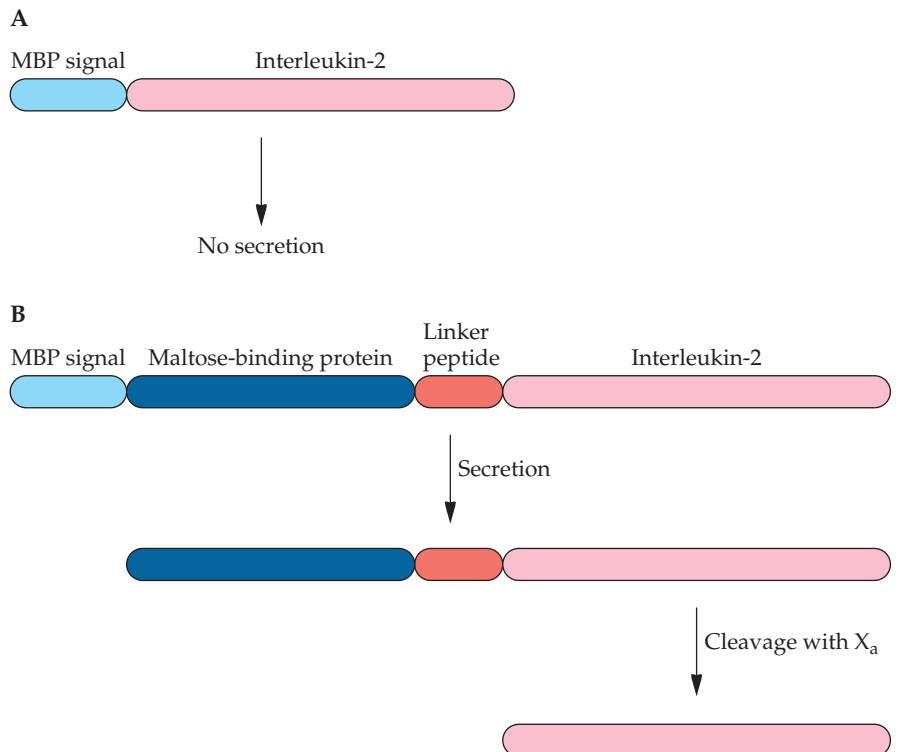 A
MBP signal Interleukin-2
No secretion
B
Linker
MBP signal Maltose-binding protein peptide Interleukin-2
Secretion
Cleavage with Xₐ